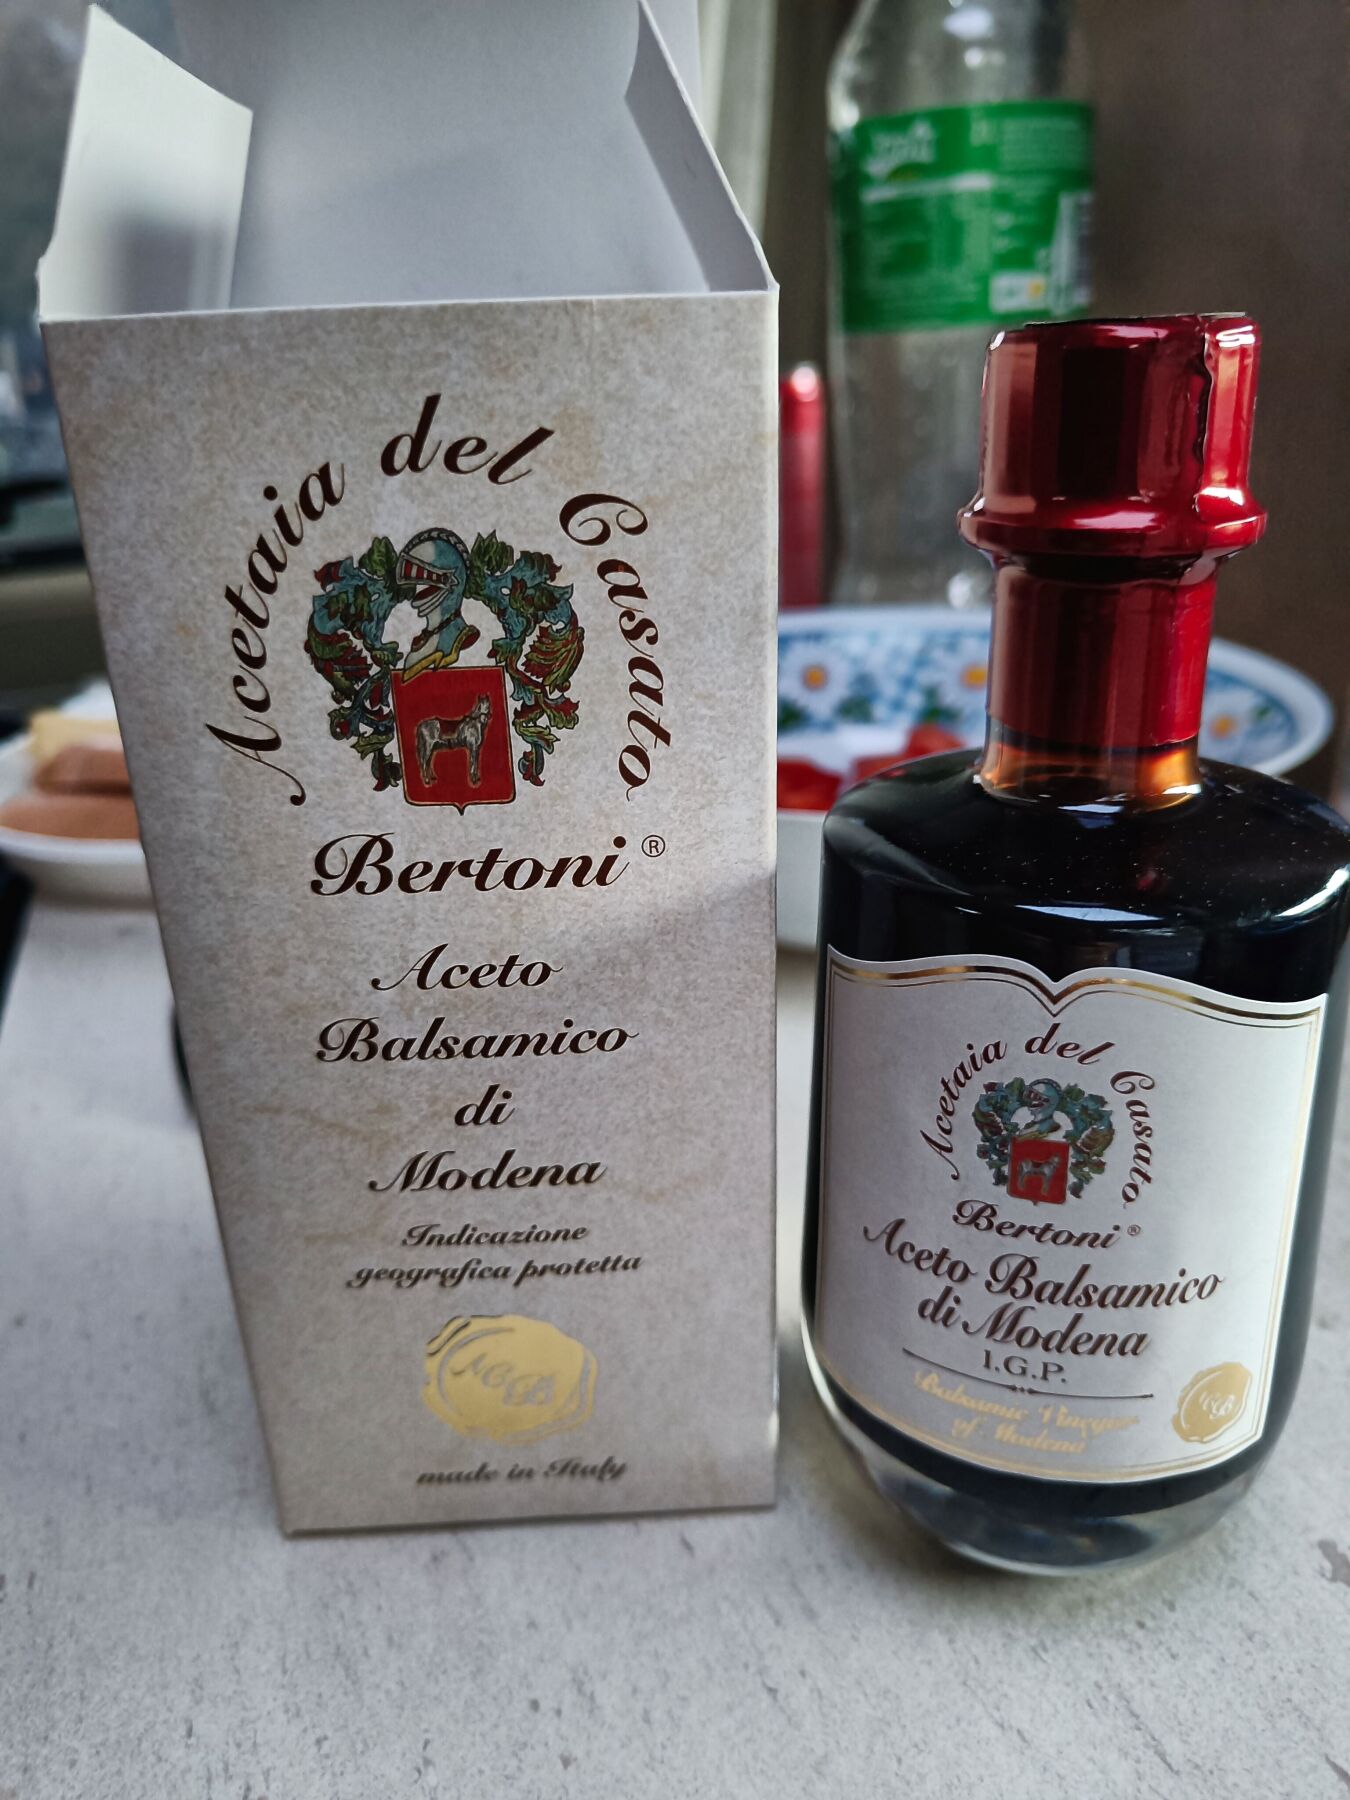 Acetaia del Casato
Bertoni ®
Aceto
Balsamico
di
Modena
Indicazione
geografica protetta
made in Italy
Acetaia del Casato
Bertoni ®
Aceto Balsamico
di Modena
I.G.P.
Balsamic Vinegar
of Modena